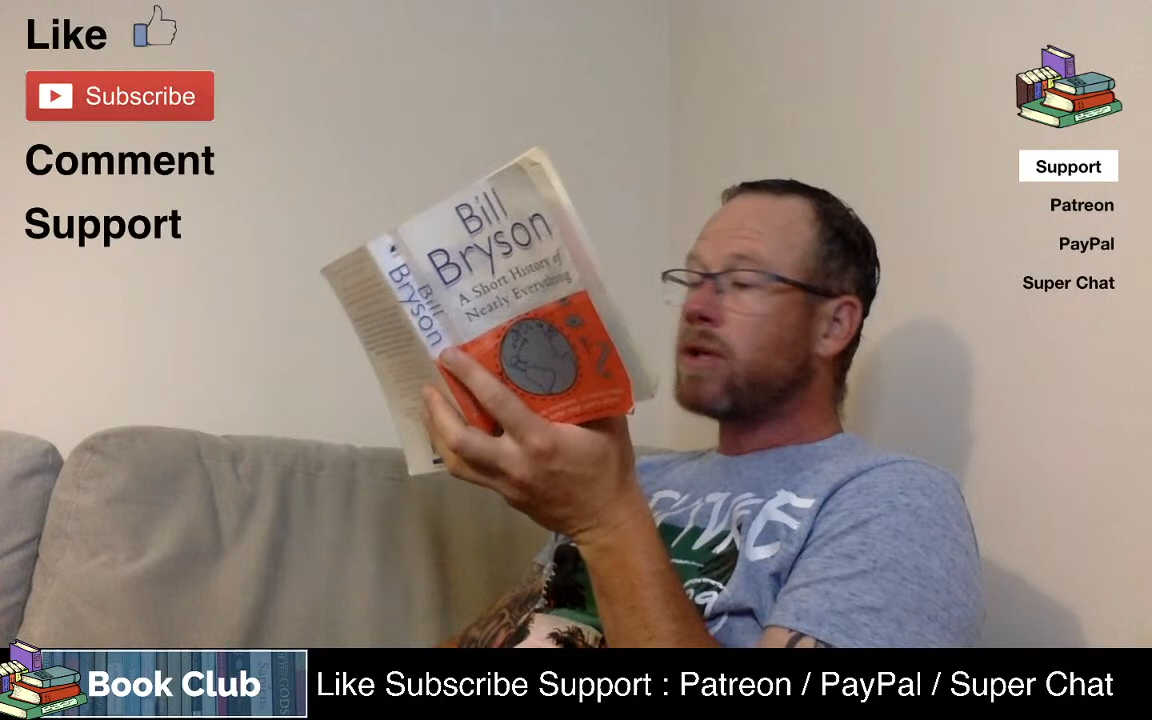 Like
Subscribe
Comment
Support
Support
Patreon
PayPal
Super Chat
Bill
Bryson
A Short History of
Nearly Everything
Bill
Bryson
Book Club
Like Subscribe Support : Patreon / PayPal / Super Chat